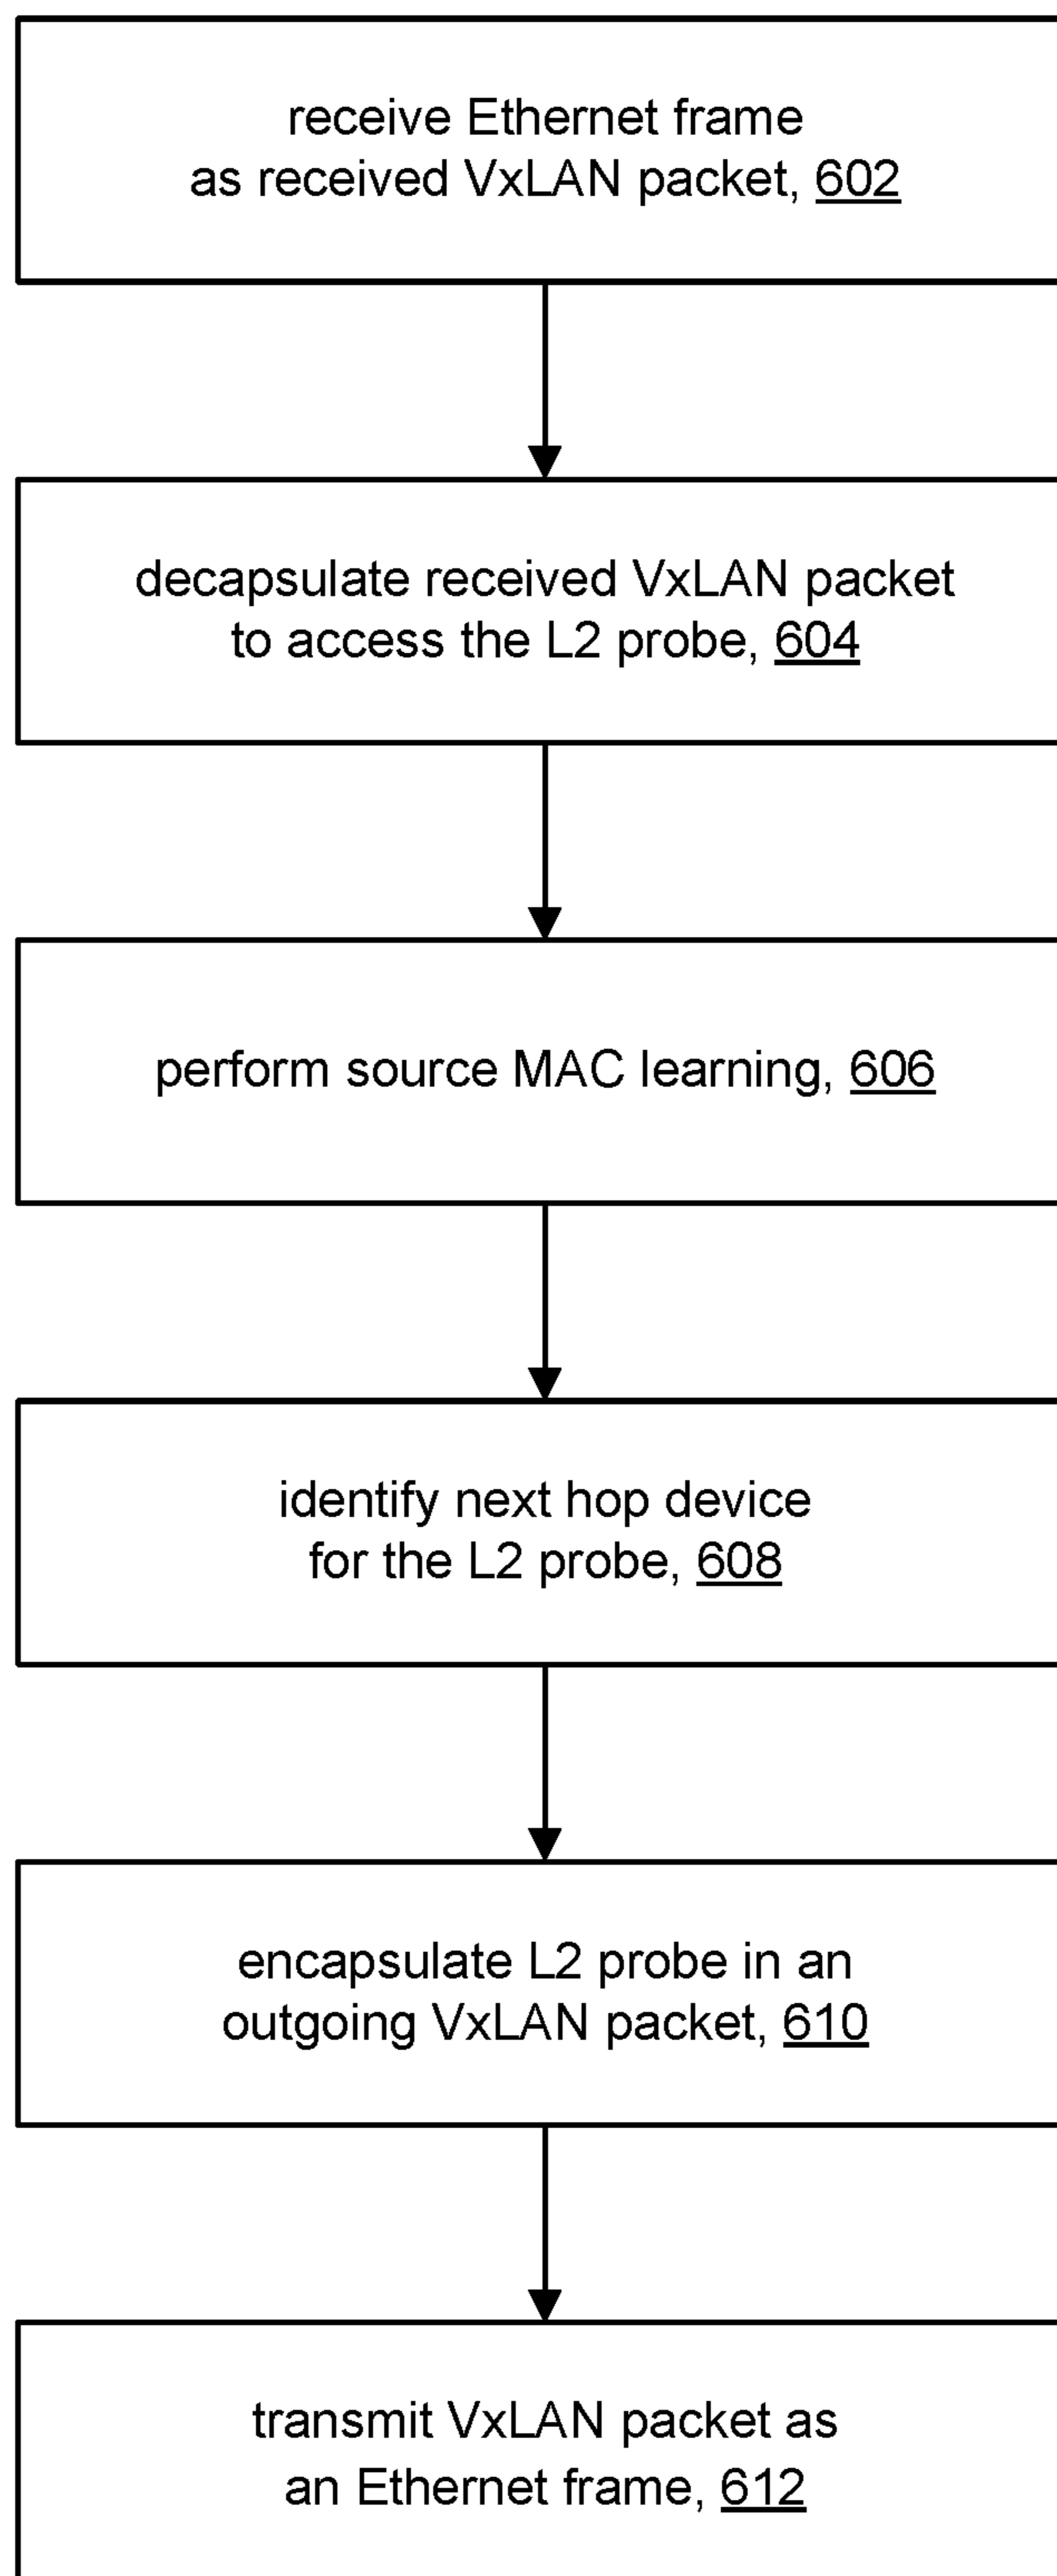 receive Ethernet frame
as received VxLAN packet, 602
decapsulate received VxLAN packet
to access the L2 probe, 604
perform source MAC learning, 606
identify next hop device
for the L2 probe, 608
encapsulate L2 probe in an
outgoing VxLAN packet, 610
transmit VxLAN packet as
an Ethernet frame, 612